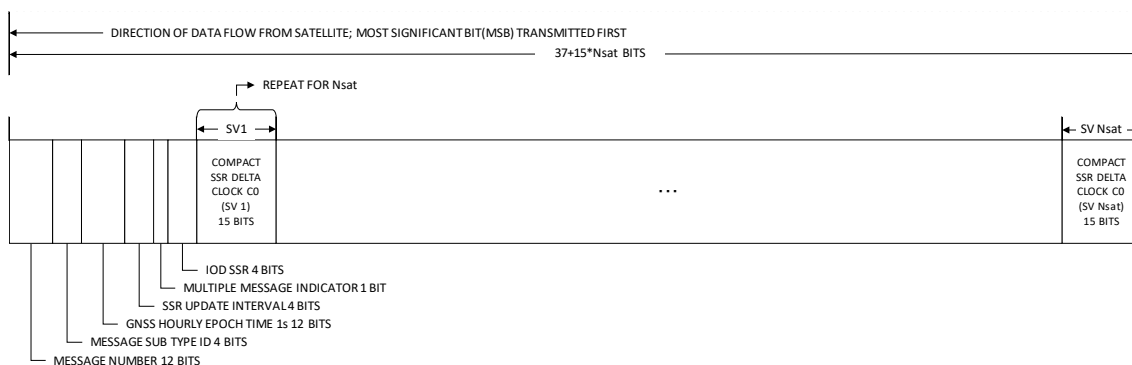 DIRECTION OF DATA FLOW FROM SATELLITE; MOST SIGNIFICANT BIT(MSB) TRANSMITTED FIRST
37+15*Nsat BITS
REPEAT FOR Nsat
SV1
SV Nsat
COMPACT
SSR DELTA
CLOCK C0
(SV 1)
15 BITS
...
COMPACT
SSR DELTA
CLOCK C0
(SV Nsat)
15 BITS
IOD SSR 4 BITS
MULTIPLE MESSAGE INDICATOR 1 BIT
SSR UPDATE INTERVAL 4 BITS
GNSS HOURLY EPOCH TIME 1s 12 BITS
MESSAGE SUB TYPE ID 4 BITS
MESSAGE NUMBER 12 BITS